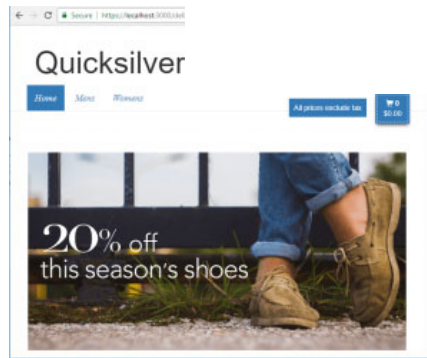 Secure | https://localhost:3000/de
Quicksilver
Home Mens Womens
All prices exclude tax
0
$0.00
20% off
this season's shoes